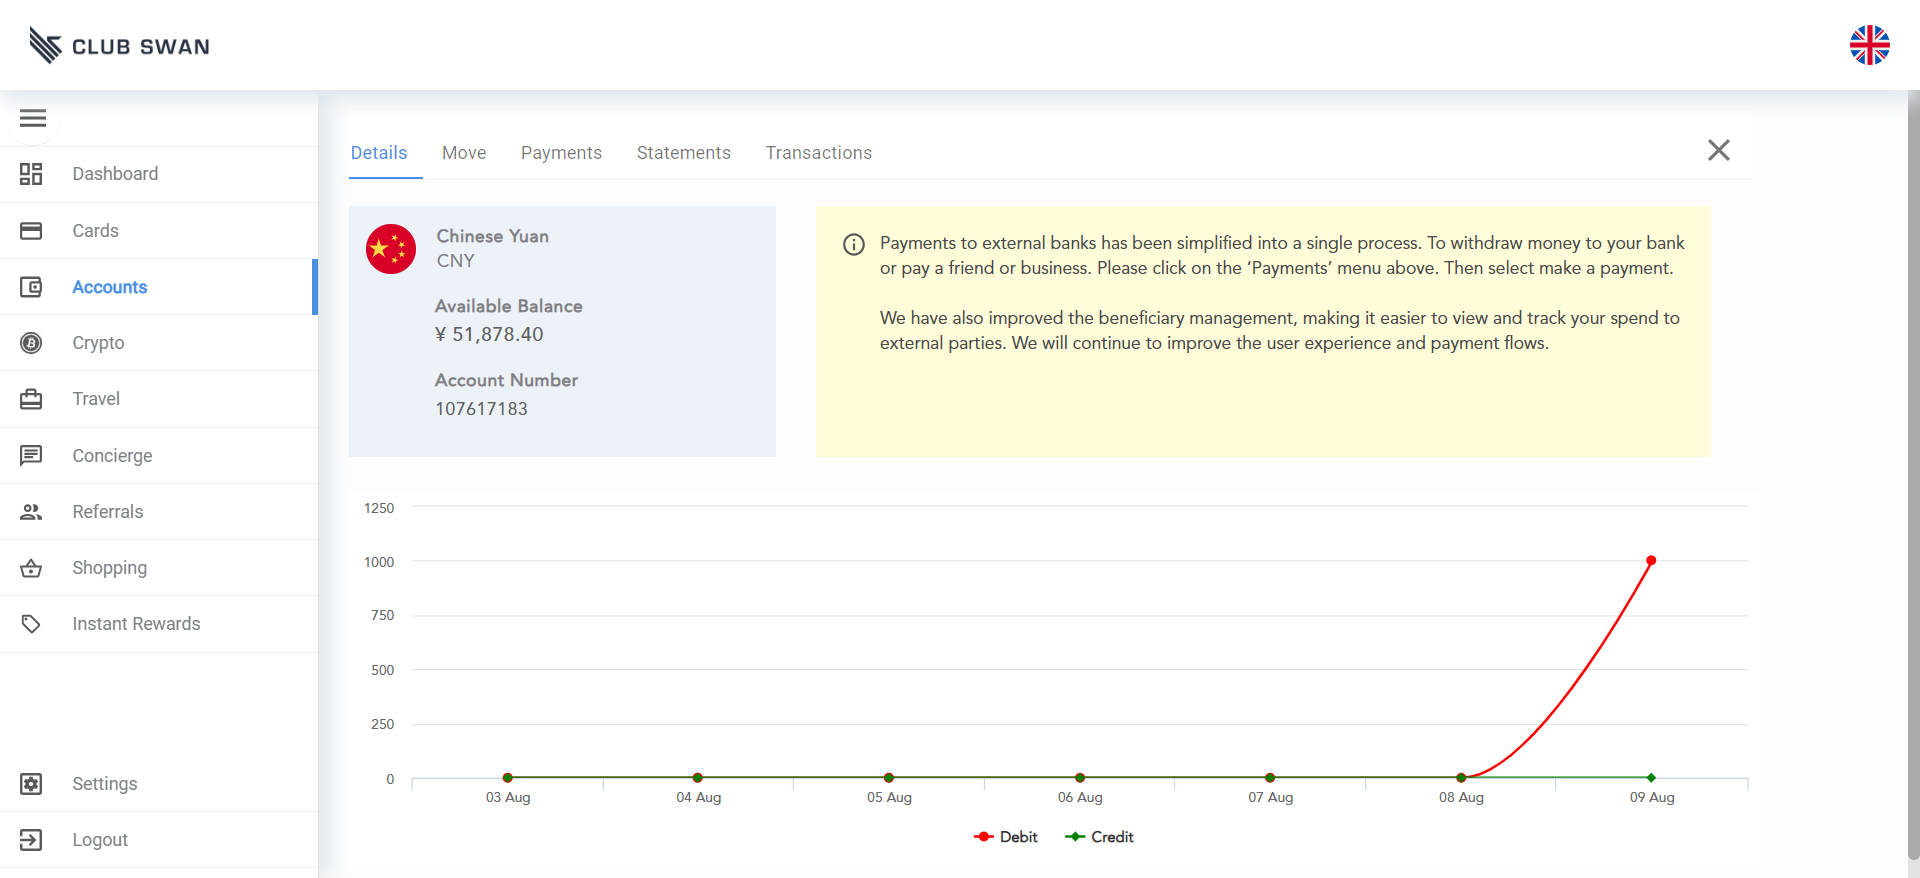 CLUB SWAN
Dashboard
Cards
Accounts
Crypto
Travel
Concierge
Referrals
Shopping
Instant Rewards
Settings
Logout
Details Move Payments Statements Transactions
Chinese Yuan
CNY
Available Balance
¥ 51,878.40
Account Number
107617183
Payments to external banks has been simplified into a single process. To withdraw money to your bank
or pay a friend or business. Please click on the ‘Payments’ menu above. Then select make a payment.
We have also improved the beneficiary management, making it easier to view and track your spend to
external parties. We will continue to improve the user experience and payment flows.
1250
1000
750
500
250
0
03 Aug 04 Aug 05 Aug 06 Aug 07 Aug 08 Aug 09 Aug
Debit Credit